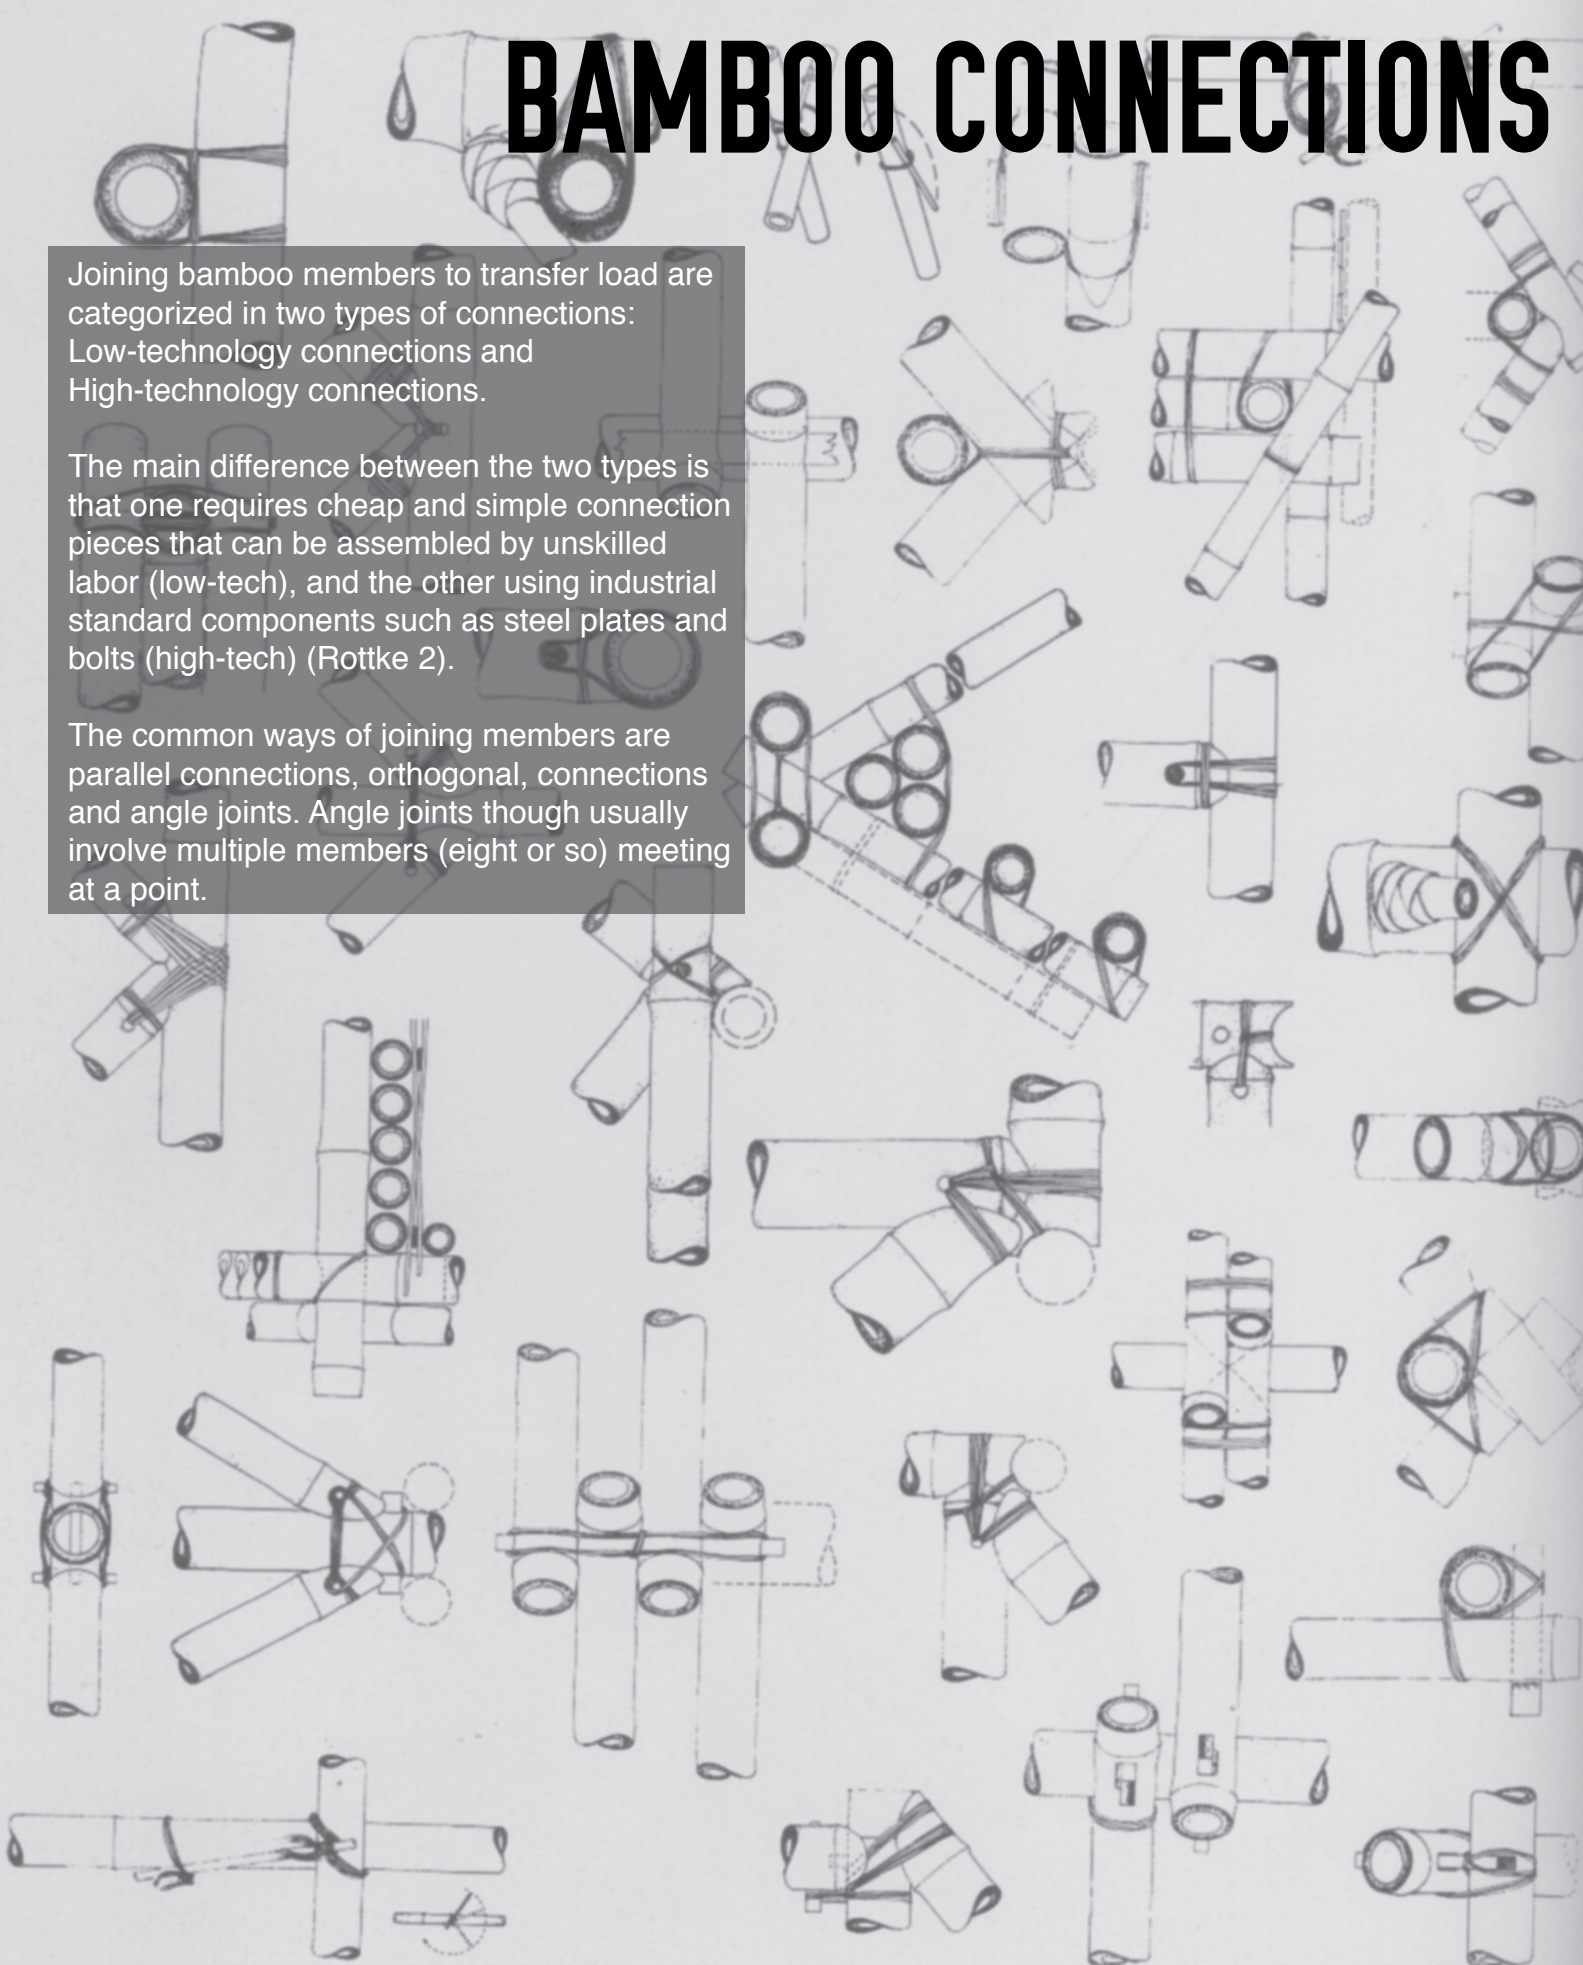 BAMBOO CONNECTIONS
Joining bamboo members to transfer load are
categorized in two types of connections:
Low-technology connections and
High-technology connections.
The main difference between the two types is
that one requires cheap and simple connection
pieces that can be assembled by unskilled
labor (low-tech), and the other using industrial
standard components such as steel plates and
bolts (high-tech) (Rottke 2).
The common ways of joining members are
parallel connections, orthogonal, connections
and angle joints. Angle joints though usually
involve multiple members (eight or so) meeting
at a point.